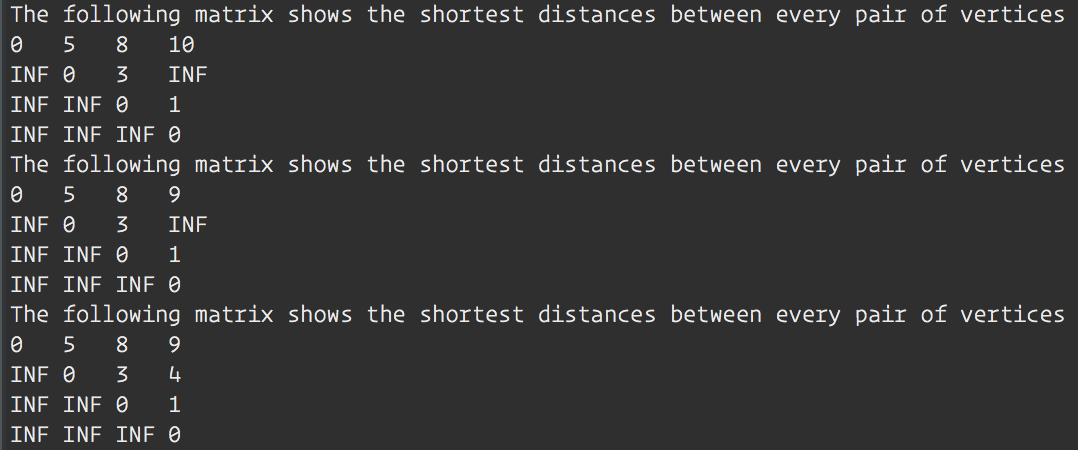 The following matrix shows the shortest distances between every pair of vertices
0   5   8   10
INF 0   3   INF
INF INF 0   1
INF INF INF 0
The following matrix shows the shortest distances between every pair of vertices
0   5   8   9
INF 0   3   INF
INF INF 0   1
INF INF INF 0
The following matrix shows the shortest distances between every pair of vertices
0   5   8   9
INF 0   3   4
INF INF 0   1
INF INF INF 0